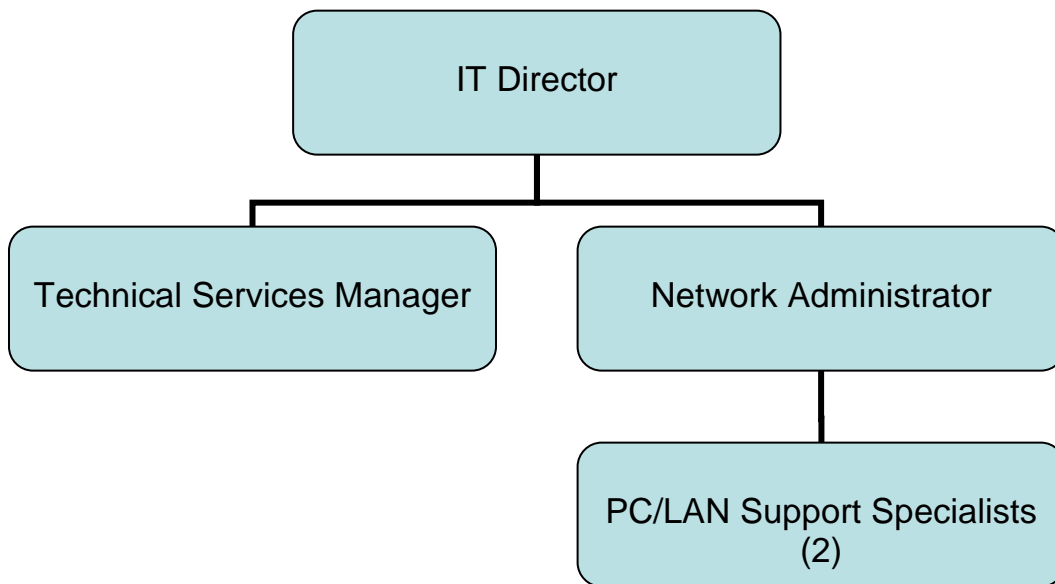 IT Director
Technical Services Manager
Network Administrator
PC/LAN Support Specialists
(2)